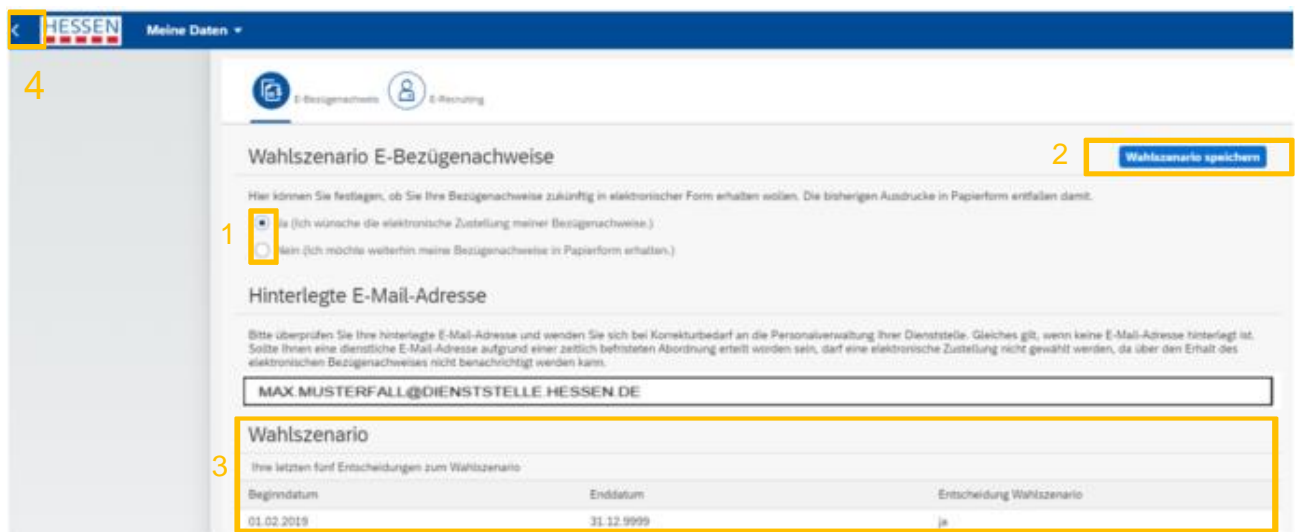 HESSEN Meine Daten
4
E-Bezügenachweis E-Recruiting
Wahlszenario E-Bezügenachweise
2 Wahlszenario speichern
Hier können Sie festlegen, ob Sie Ihre Bezügenachweise zukünftig in elektronischer Form erhalten wollen. Die bisherigen Ausdrucke in Papierform entfallen damit.
Ja (Ich wünsche die elektronische Zustellung meiner Bezügenachweise.)
1
Nein (Ich möchte weiterhin meine Bezügenachweise in Papierform erhalten.)
Hinterlegte E-Mail-Adresse
Bitte überprüfen Sie Ihre hinterlegte E-Mail-Adresse und wenden Sie sich bei Korrekturbedarf an die Personalverwaltung Ihrer Dienststelle. Gleiches gilt, wenn keine E-Mail-Adresse hinterlegt ist.
Sollte Ihnen eine dienstliche E-Mail-Adresse aufgrund einer zeitlich befristeten Abordnung erteilt worden sein, darf eine elektronische Zustellung nicht gewählt werden, da über den Erhalt des
elektronischen Bezügenachweises nicht benachrichtigt werden kann.
MAX.MUSTERFALL@DIENSTSTELLE.HESSEN.DE
Wahlszenario
3
Ihre letzten fünf Entscheidungen zum Wahlszenario
Beginndatum Enddatum Entscheidung Wahlszenario
01.02.2019 31.12.9999 ja